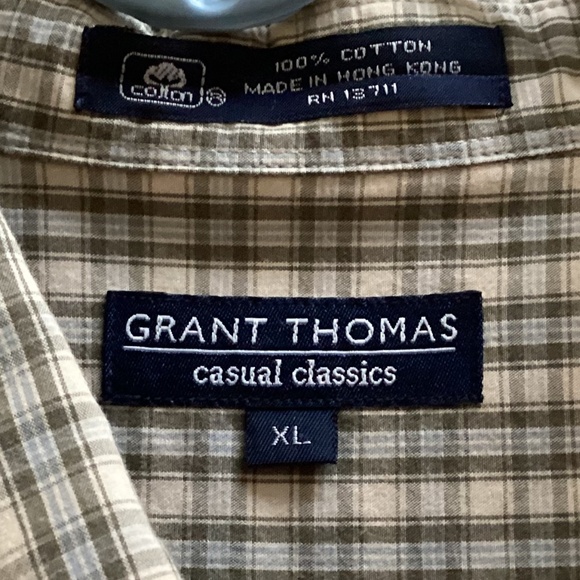 100% COTTON
cotton® MADE IN HONG KONG
RN 13711
GRANT THOMAS
casual classics
XL